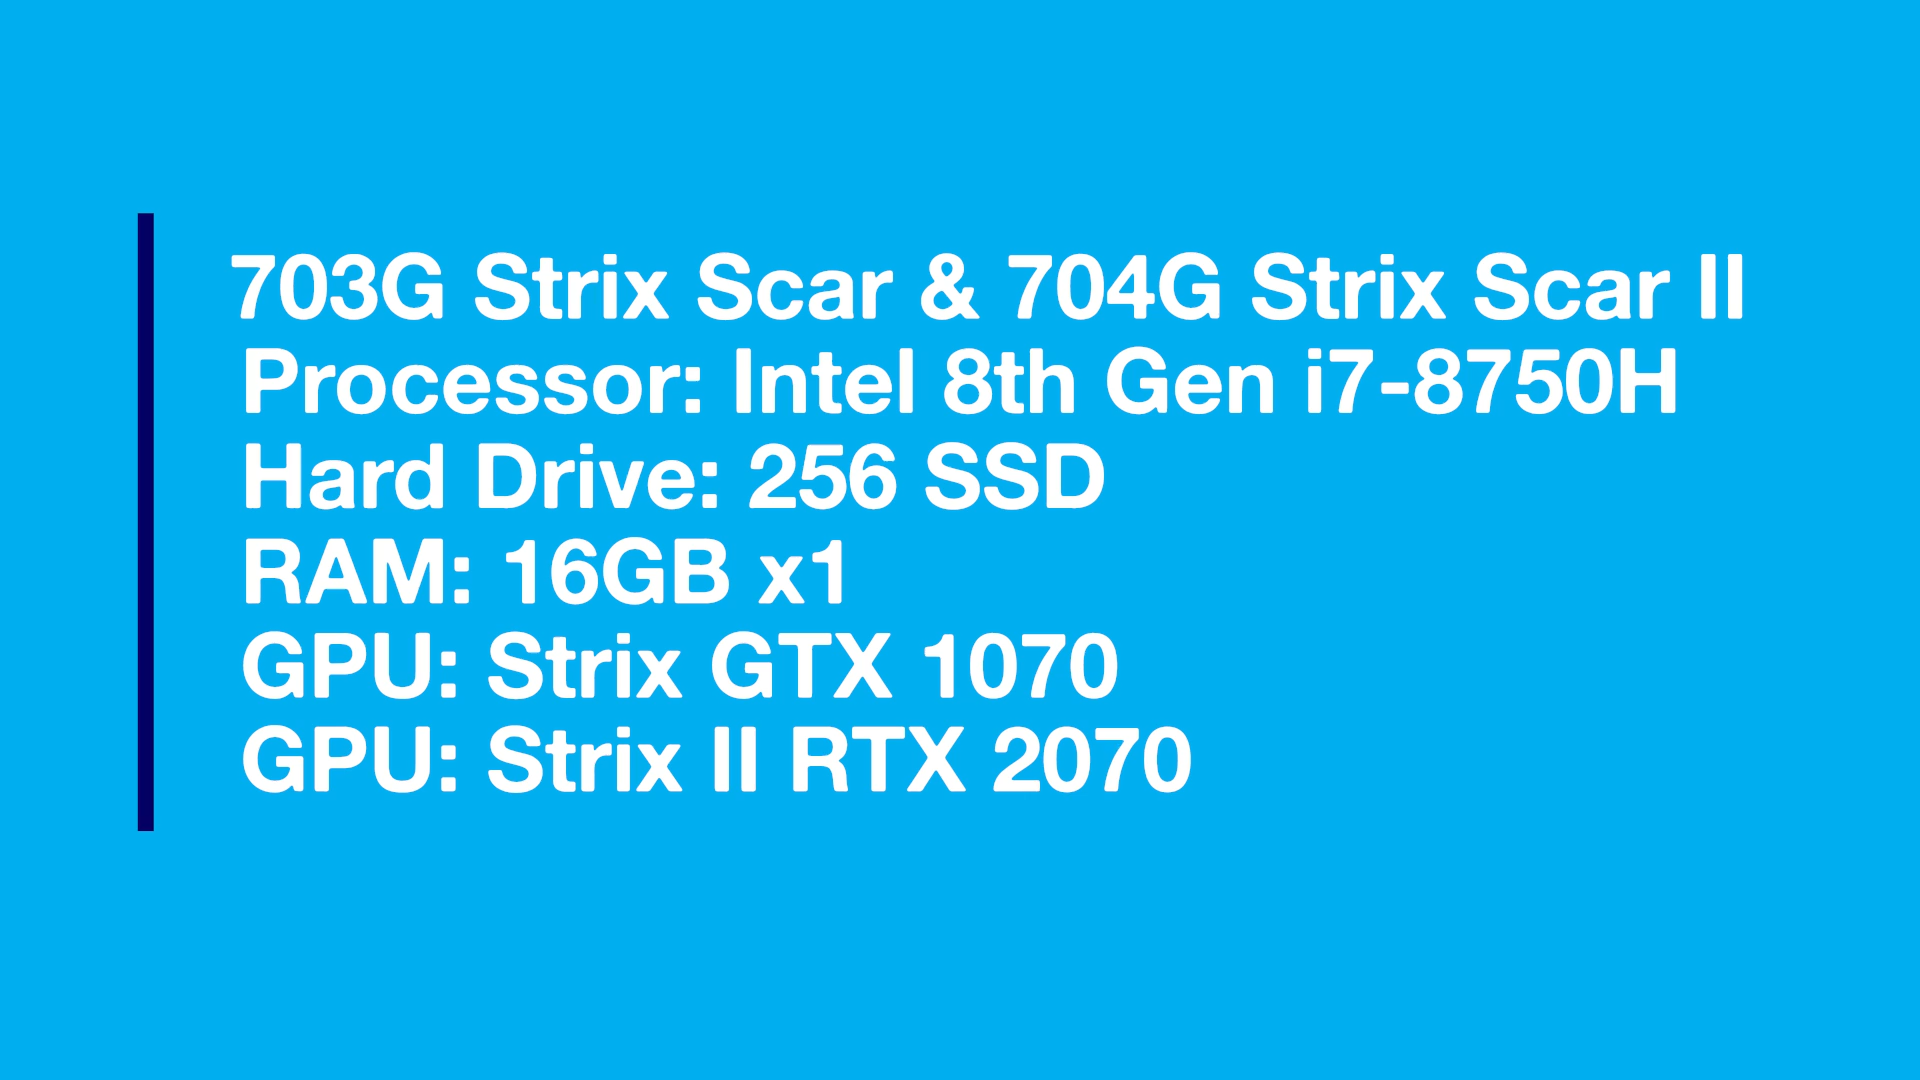 703G Strix Scar & 704G Strix Scar II
Processor: Intel 8th Gen i7-8750H
Hard Drive: 256 SSD
RAM: 16GB x1
GPU: Strix GTX 1070
GPU: Strix II RTX 2070